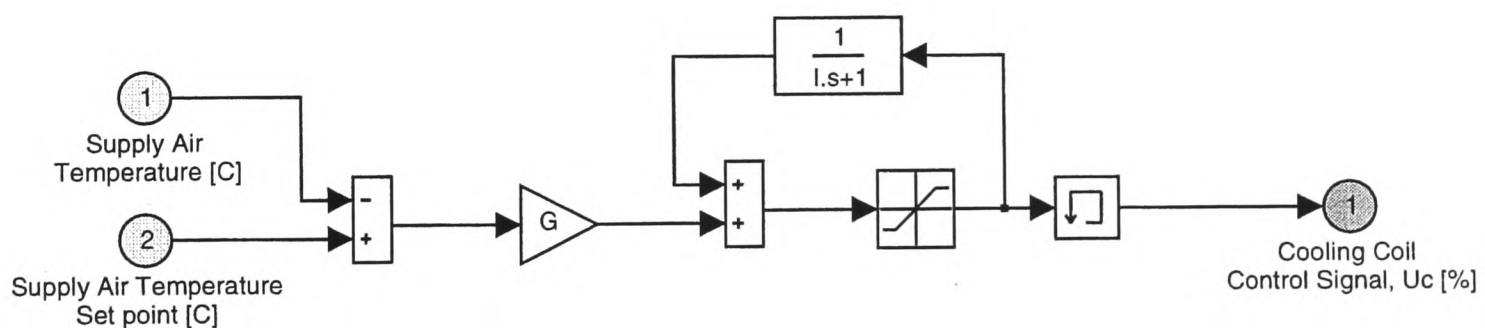 1
I.s+1
1
Supply Air
Temperature [C]
-
+
2
Supply Air Temperature
Set point [C]
G
+
+
1
Cooling Coil
Control Signal, Uc [%]